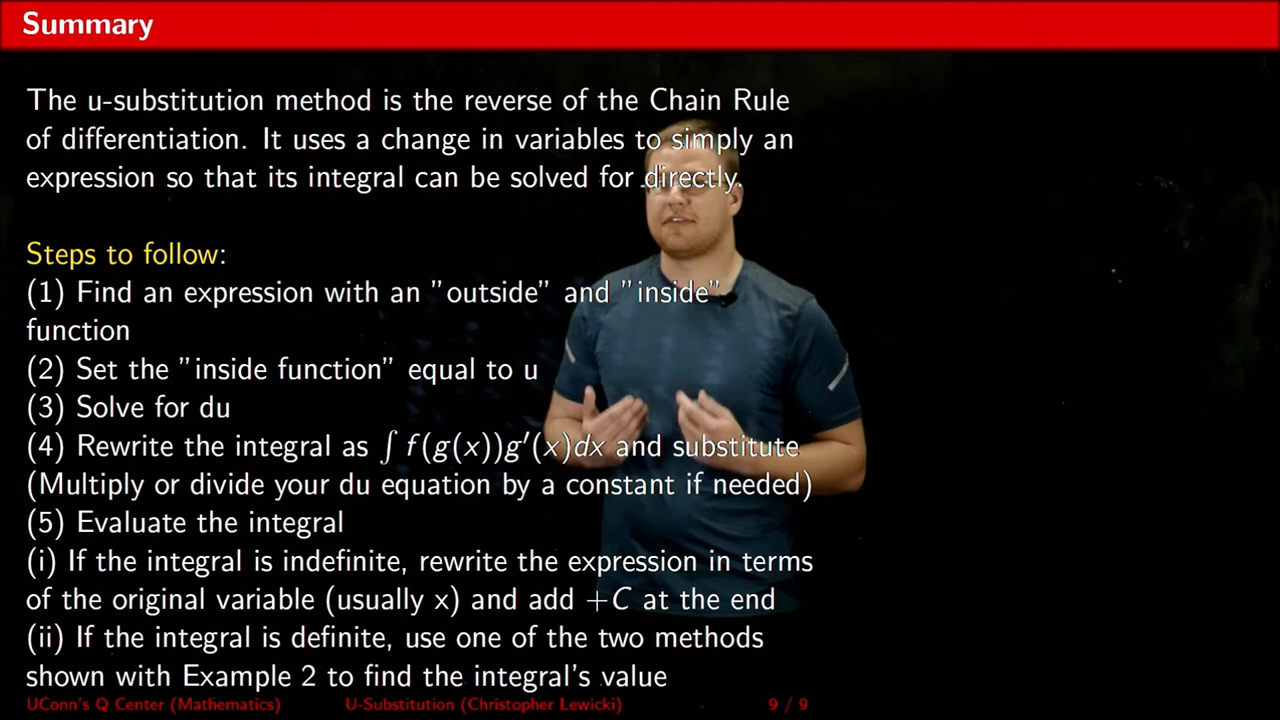 Summary
The u-substitution method is the reverse of the Chain Rule
of differentiation. It uses a change in variables to simply an
expression so that its integral can be solved for directly.
Steps to follow:
(1) Find an expression with an "outside" and "inside"
function
(2) Set the "inside function" equal to u
(3) Solve for du
(4) Rewrite the integral as ∫ f(g(x))g′(x)dx and substitute
(Multiply or divide your du equation by a constant if needed)
(5) Evaluate the integral
(i) If the integral is indefinite, rewrite the expression in terms
of the original variable (usually x) and add +C at the end
(ii) If the integral is definite, use one of the two methods
shown with Example 2 to find the integral's value
UConn's Q Center (Mathematics) U-Substitution (Christopher Lewicki) 9 / 9